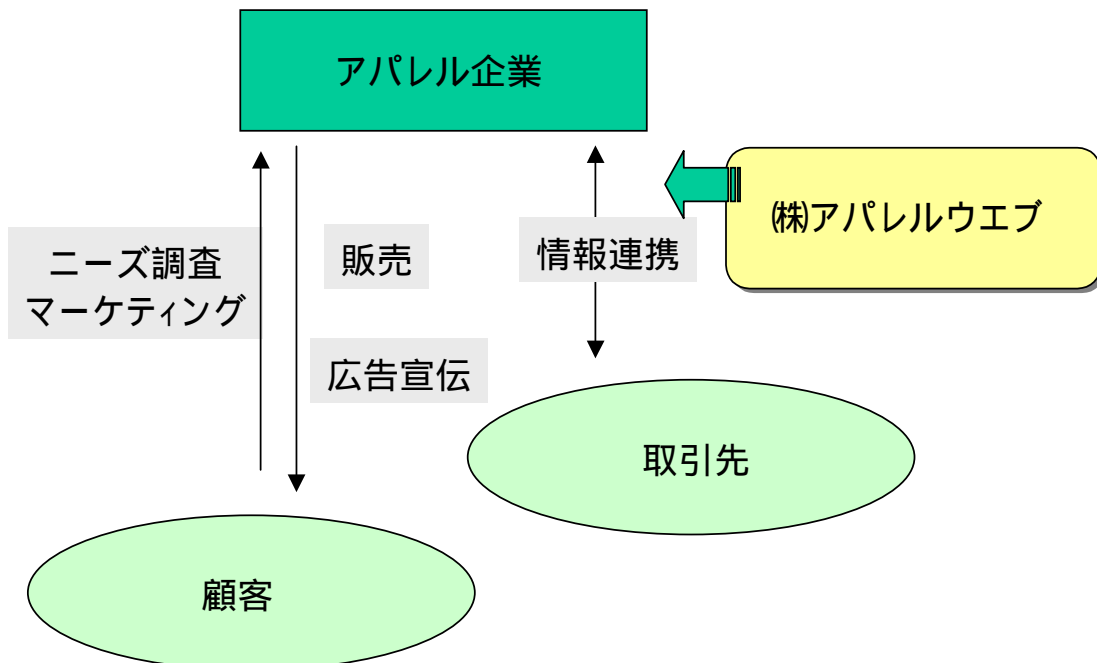 アパレル企業
㈱アパレルウエブ
ニーズ調査
マーケティング
販売
情報連携
広告宣伝
取引先
顧客